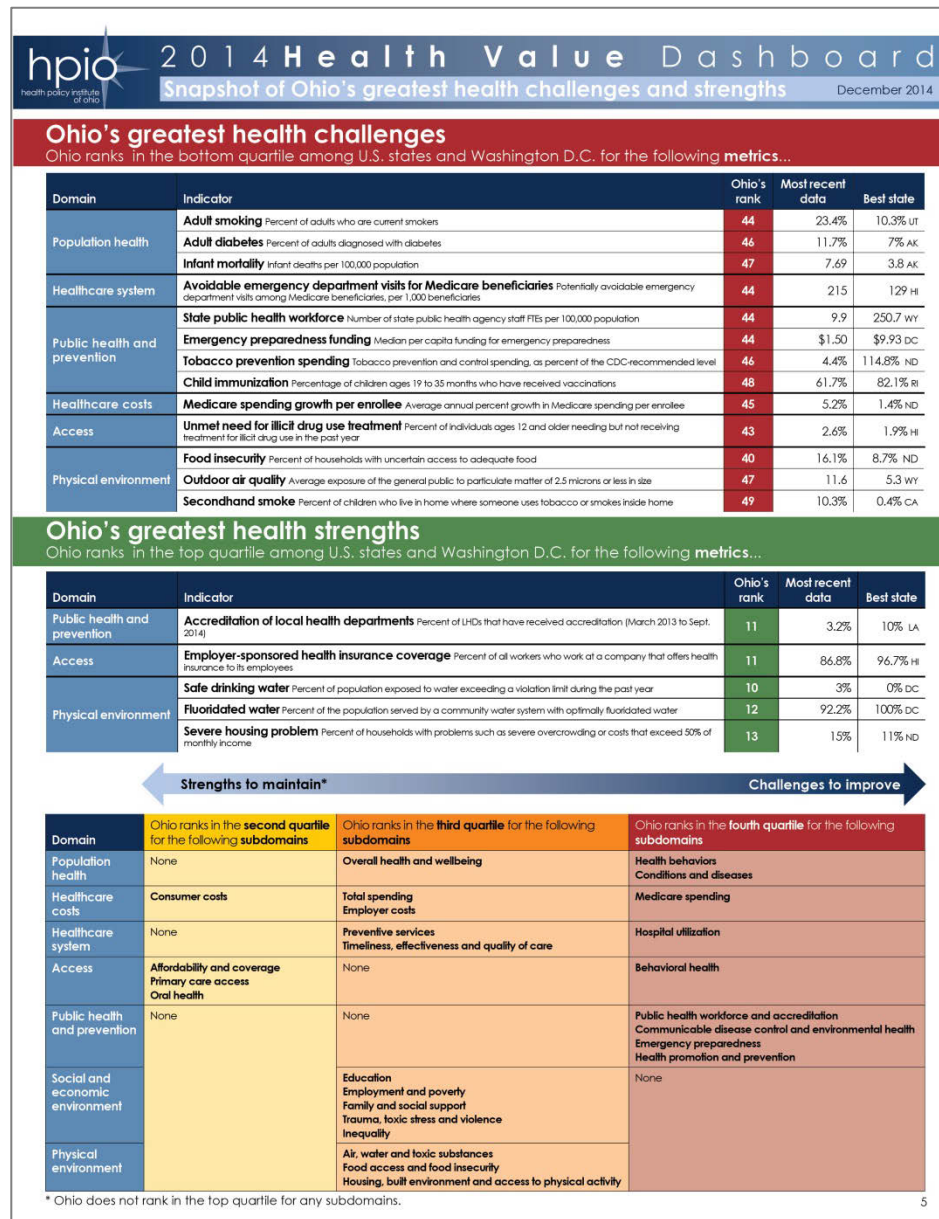 hpio
health policy institute
of ohio
2014 Health Value Dashboard
Snapshot of Ohio's greatest health challenges and strengths
December 2014
Ohio's greatest health challenges
Ohio ranks in the bottom quartile among U.S. states and Washington D.C. for the following metrics...
Domain Indicator Ohio's rank Most recent data Best state
Population health
Adult smoking Percent of adults who are current smokers 44 23.4% 10.3% UT
Adult diabetes Percent of adults diagnosed with diabetes 46 11.7% 7% AK
Infant mortality Infant deaths per 100,000 population 47 7.69 3.8 AK
Healthcare system
Avoidable emergency department visits for Medicare beneficiaries Potentially avoidable emergency
department visits among Medicare beneficiaries, per 1,000 beneficiaries 44 215 129 HI
Public health and
prevention
State public health workforce Number of state public health agency staff FTEs per 100,000 population 44 9.9 250.7 WY
Emergency preparedness funding Median per capita funding for emergency preparedness 44 $1.50 $9.93 DC
Tobacco prevention spending Tobacco prevention and control spending, as percent of the CDC-recommended level 46 4.4% 114.8% ND
Child immunization Percentage of children ages 19 to 35 months who have received vaccinations 48 61.7% 82.1% RI
Healthcare costs
Medicare spending growth per enrollee Average annual percent growth in Medicare spending per enrollee 45 5.2% 1.4% ND
Access
Unmet need for illicit drug use treatment Percent of individuals ages 12 and older needing but not receiving
treatment for illicit drug use in the past year 43 2.6% 1.9% HI
Physical environment
Food insecurity Percent of households with uncertain access to adequate food 40 16.1% 8.7% ND
Outdoor air quality Average exposure of the general public to particulate matter of 2.5 microns or less in size 47 11.6 5.3 WY
Secondhand smoke Percent of children who live in home where someone uses tobacco or smokes inside home 49 10.3% 0.4% CA
Ohio's greatest health strengths
Ohio ranks in the top quartile among U.S. states and Washington D.C. for the following metrics...
Domain Indicator Ohio's rank Most recent data Best state
Public health and
prevention
Accreditation of local health departments Percent of LHDs that have received accreditation (March 2013 to Sept.
2014) 11 3.2% 10% LA
Access
Employer-sponsored health insurance coverage Percent of all workers who work at a company that offers health
insurance to its employees 11 86.8% 96.7% HI
Physical environment
Safe drinking water Percent of population exposed to water exceeding a violation limit during the past year 10 3% 0% DC
Fluoridated water Percent of the population served by a community water system with optimally fluoridated water 12 92.2% 100% DC
Severe housing problem Percent of households with problems such as severe overcrowding or costs that exceed 50% of
monthly income 13 15% 11% ND
Strengths to maintain* Challenges to improve
Domain
Ohio ranks in the second quartile
for the following subdomains
Ohio ranks in the third quartile for the following
subdomains
Ohio ranks in the fourth quartile for the following
subdomains
Population
health
None
Overall health and wellbeing
Health behaviors
Conditions and diseases
Healthcare
costs
Consumer costs
Total spending
Employer costs
Medicare spending
Healthcare
system
None
Preventive services
Timeliness, effectiveness and quality of care
Hospital utilization
Access
Affordability and coverage
Primary care access
Oral health
None
Behavioral health
Public health
and prevention
None
None
Public health workforce and accreditation
Communicable disease control and environmental health
Emergency preparedness
Health promotion and prevention
Social and
economic
environment
Education
Employment and poverty
Family and social support
Trauma, toxic stress and violence
Inequality
None
Physical
environment
Air, water and toxic substances
Food access and food insecurity
Housing, built environment and access to physical activity
* Ohio does not rank in the top quartile for any subdomains.
5